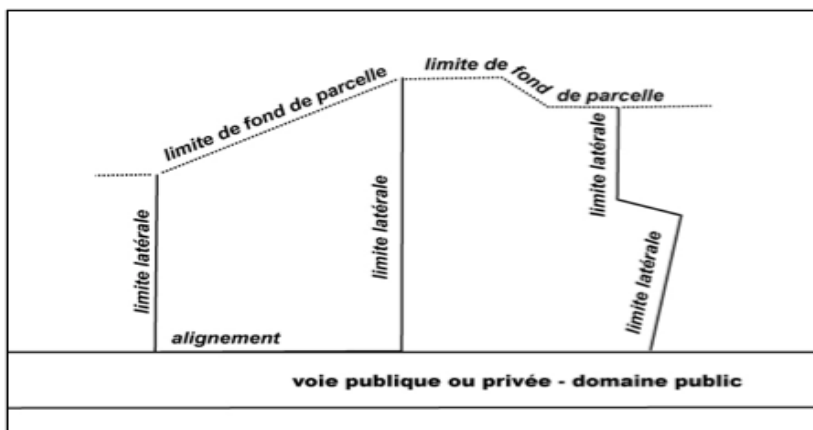 limite de fond de parcelle
limite de fond de parcelle
limite latérale
limite latérale
limite latérale
limite latérale
alignement
voie publique ou privée - domaine public